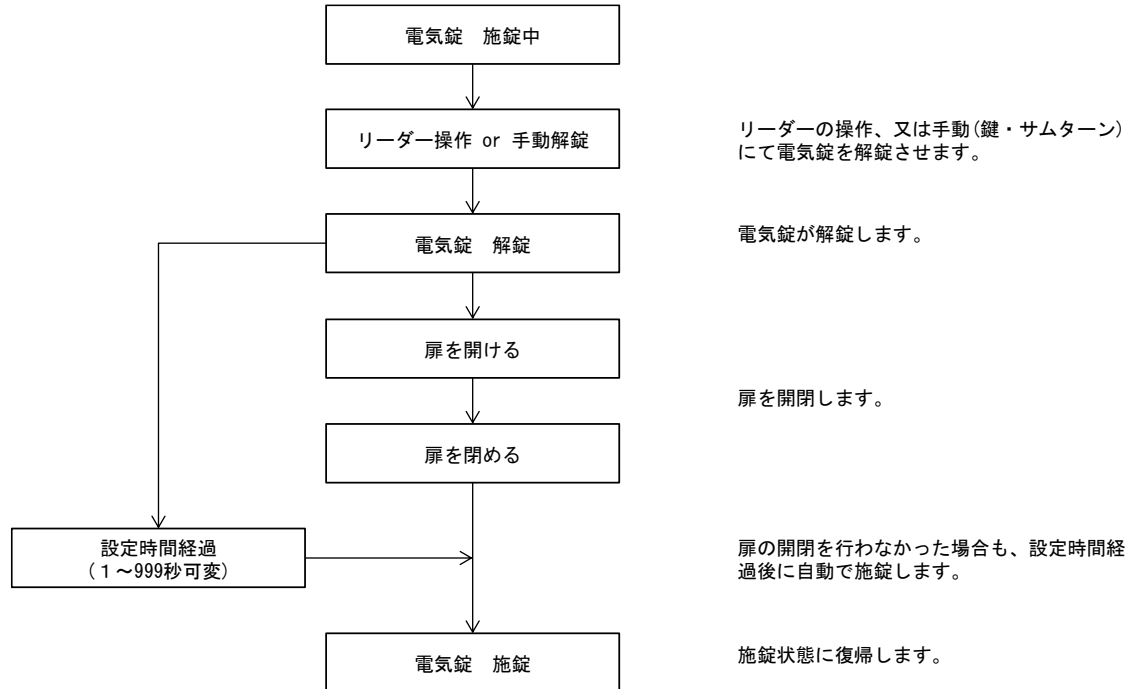 電気錠　施錠中
リーダー操作 or 手動解錠
リーダーの操作、又は手動(鍵・サムターン)
にて電気錠を解錠させます。
電気錠　解錠
電気錠が解錠します。
扉を開ける
扉を開閉します。
扉を閉める
設定時間経過
(１～999秒可変)
扉の開閉を行わなかった場合も、設定時間経
過後に自動で施錠します。
電気錠　施錠
施錠状態に復帰します。